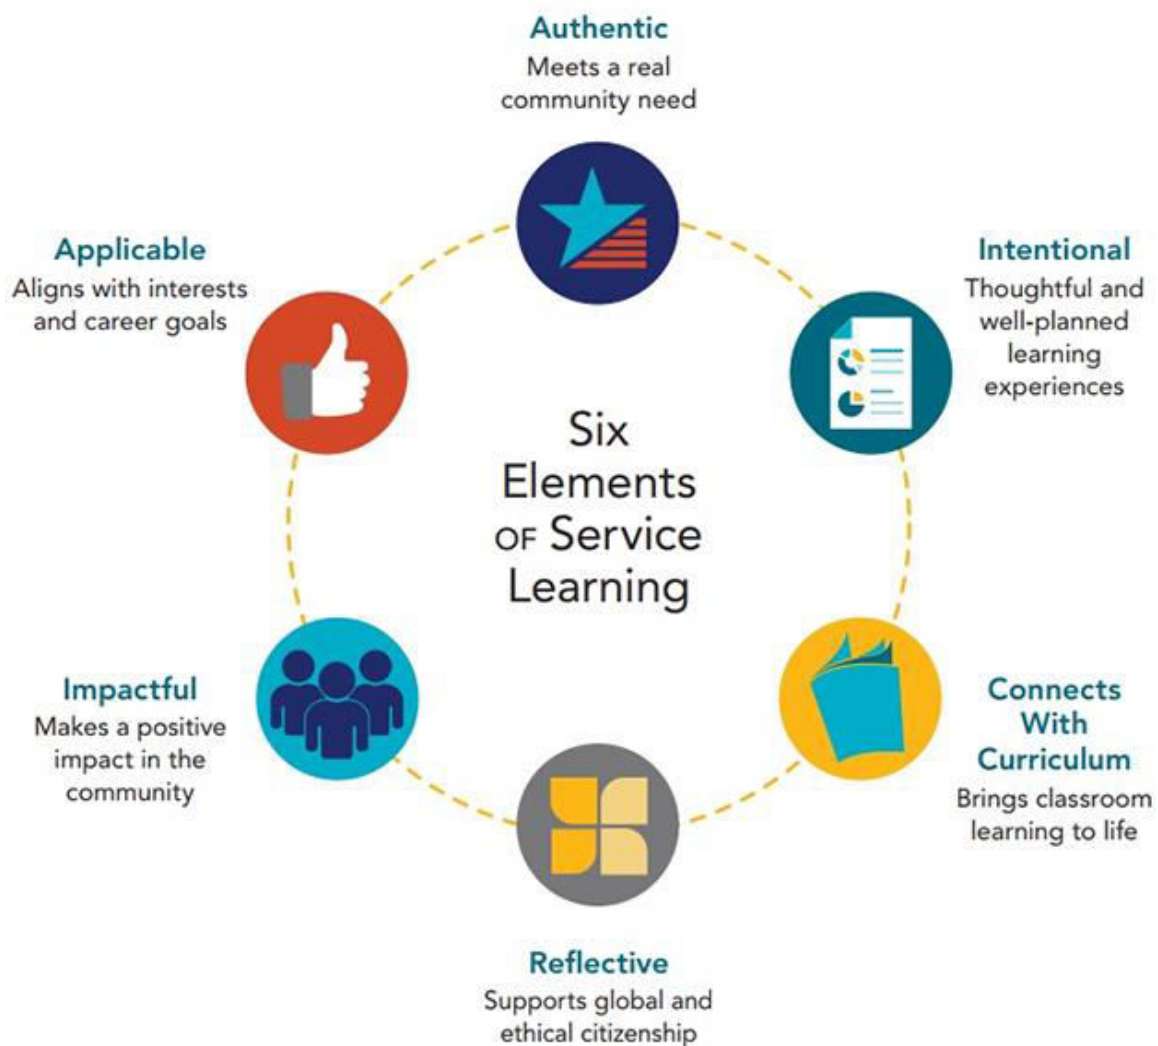 Authentic
Meets a real
community need
Intentional
Thoughtful and
well-planned
learning
experiences
Connects
With
Curriculum
Brings classroom
learning to life
Reflective
Supports global and
ethical citizenship
Impactful
Makes a positive
impact in the
community
Applicable
Aligns with interests
and career goals
Six
Elements
OF Service
Learning